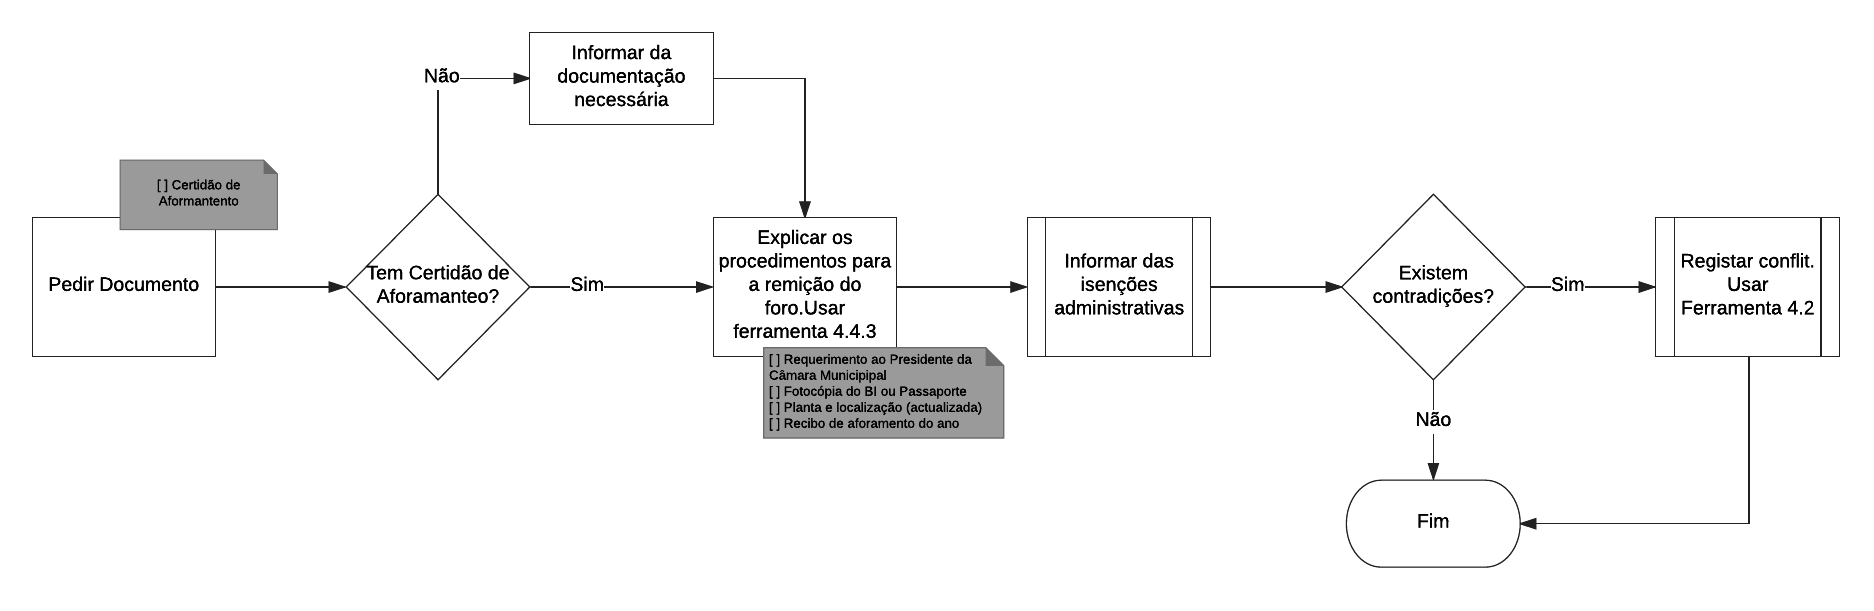 Informar da
documentação
necessária
Não
[ ] Certidão de
Aformantento
Pedir Documento
Tem Certidão de
Aforamanteo?
Sim
Explicar os
procedimentos para
a remição do
foro.Usar
ferramenta 4.4.3
[ ] Requerimento ao Presidente da
Câmara Municipipal
[ ] Fotocópia do BI ou Passaporte
[ ] Planta e localização (actualizada)
[ ] Recibo de aforamento do ano
Informar das
isenções
administrativas
Existem
contradições?
Sim
Registar conflit.
Usar
Ferramenta 4.2
Não
Fim